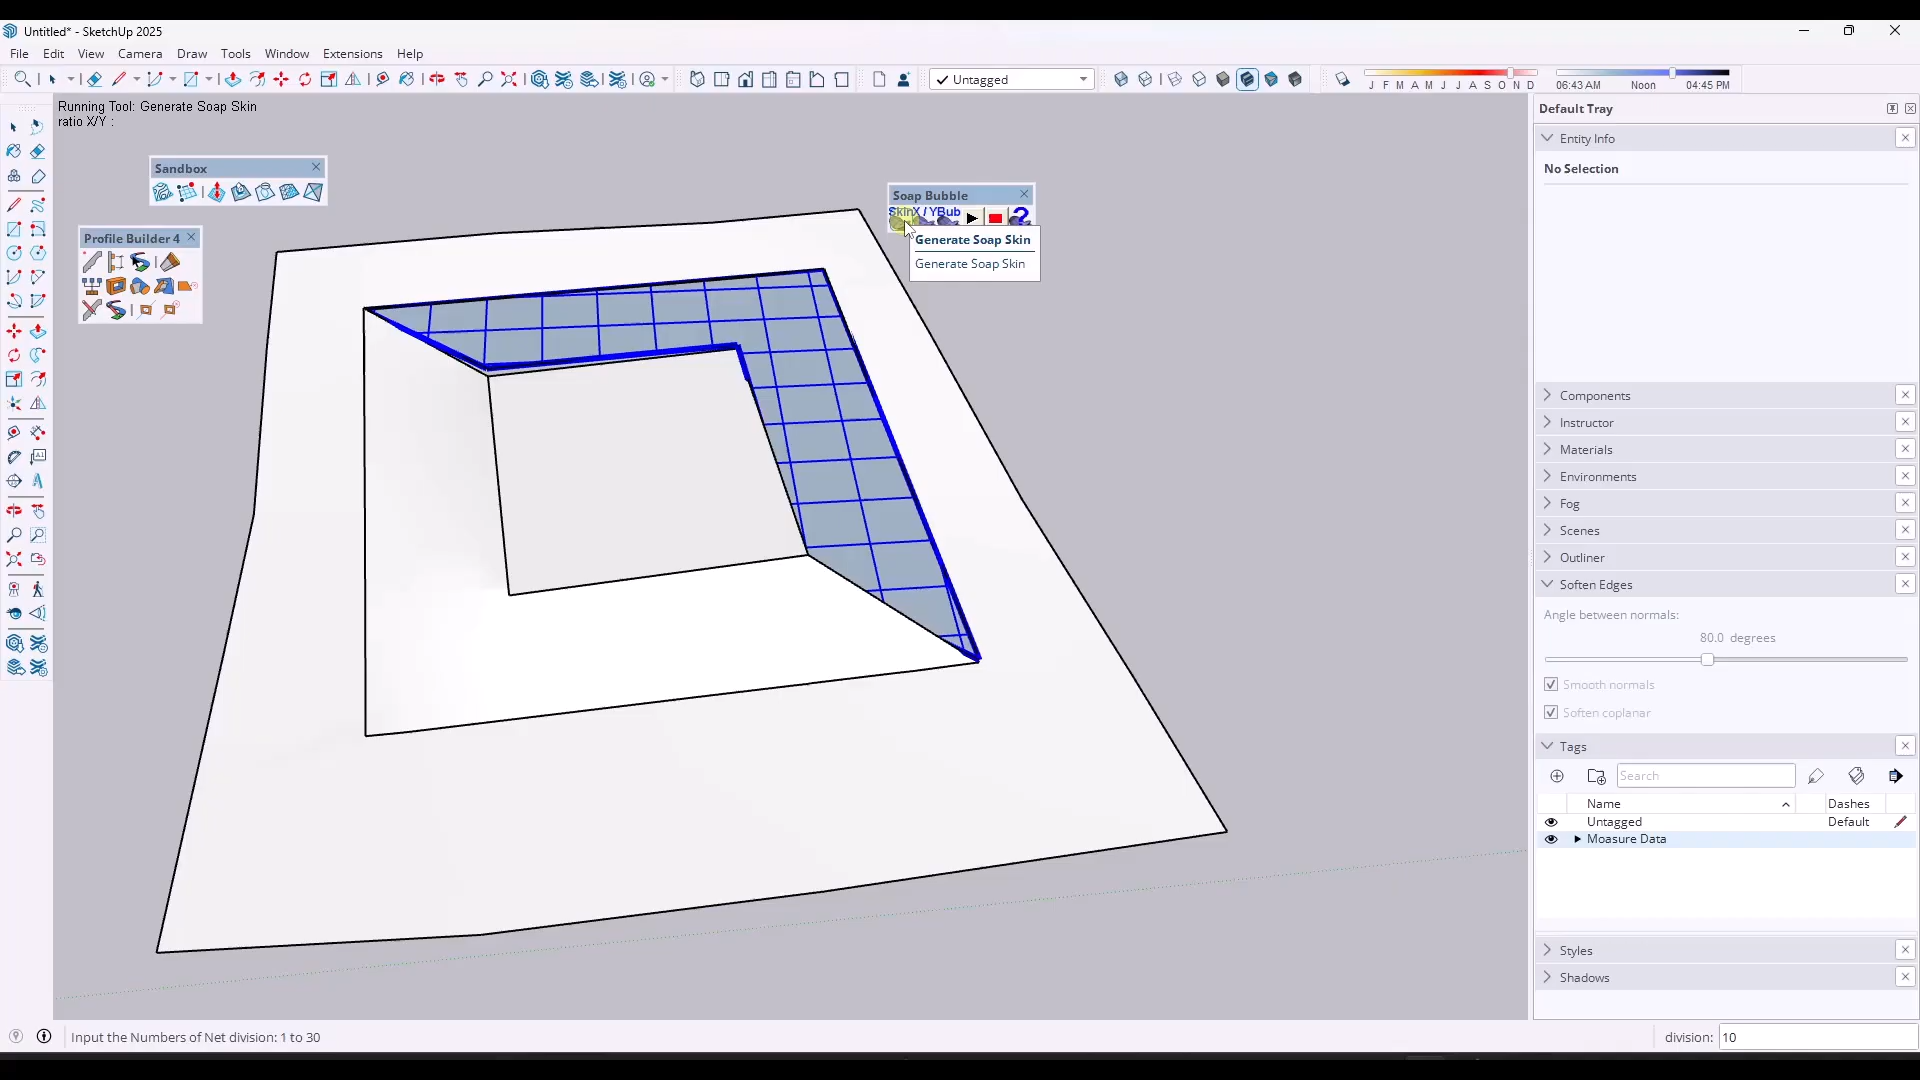 Untitled* - SketchUp 2025
File Edit View Camera Draw Tools Window Extensions Help
Untagged
J F M A M J J A S O N D
06:43 AM Noon 04:45 PM
Running Tool: Generate Soap Skin
ratio X/Y :
Default Tray
Entity Info
No Selection
Sandbox
Soap Bubble
Skin X / Y Bub
?
Generate Soap Skin
Generate Soap Skin
Profile Builder 4
Components
Instructor
Materials
Environments
Fog
Scenes
Outliner
Soften Edges
Angle between normals:
80.0 degrees
Smooth normals
Soften coplanar
Tags
Search
Name Dashes
Untagged Default
Moasure Data
Styles
Shadows
Input the Numbers of Net division: 1 to 30
division: 10